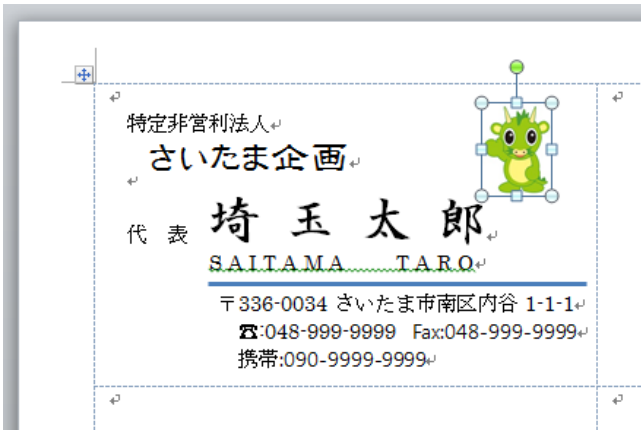 特定非営利法人
さいたま企画
代 表 埼 玉 太 郎
SAITAMA TARO
〒336-0034 さいたま市南区内谷 1-1-1
☎:048-999-9999 Fax:048-999-9999
携帯:090-9999-9999